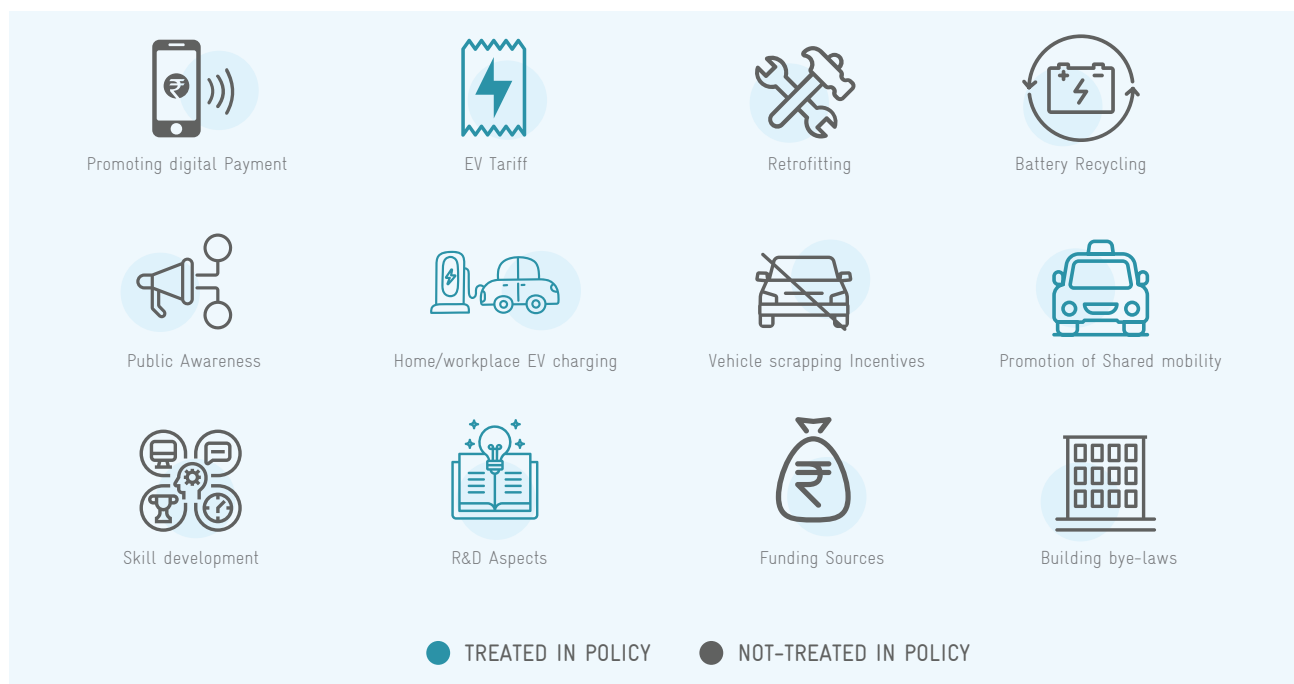 ₹
Promoting digital Payment
EV Tariff
Retrofitting
Battery Recycling
Public Awareness
Home/workplace EV charging
Vehicle scrapping Incentives
Promotion of Shared mobility
Skill development
R&D Aspects
₹
Funding Sources
Building bye-laws
TREATED IN POLICY
NOT-TREATED IN POLICY